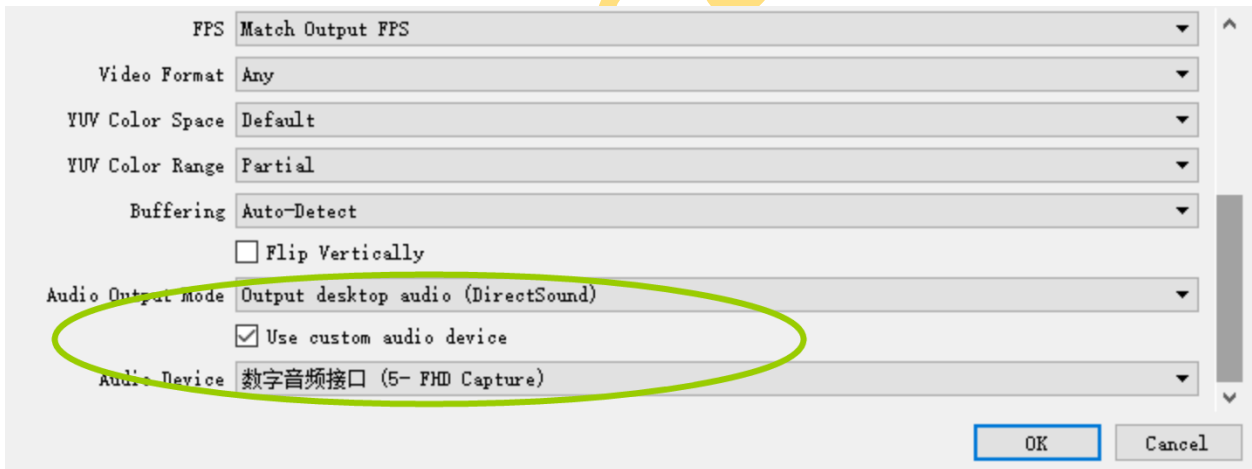 FPS Match Output FPS
Video Format Any
YUV Color Space Default
YUV Color Range Partial
Buffering Auto-Detect
Flip Vertically
Audio Output Mode Output desktop audio (DirectSound)
Use custom audio device
Audio Device 数字音频接口 (5- FHD Capture)
OK Cancel